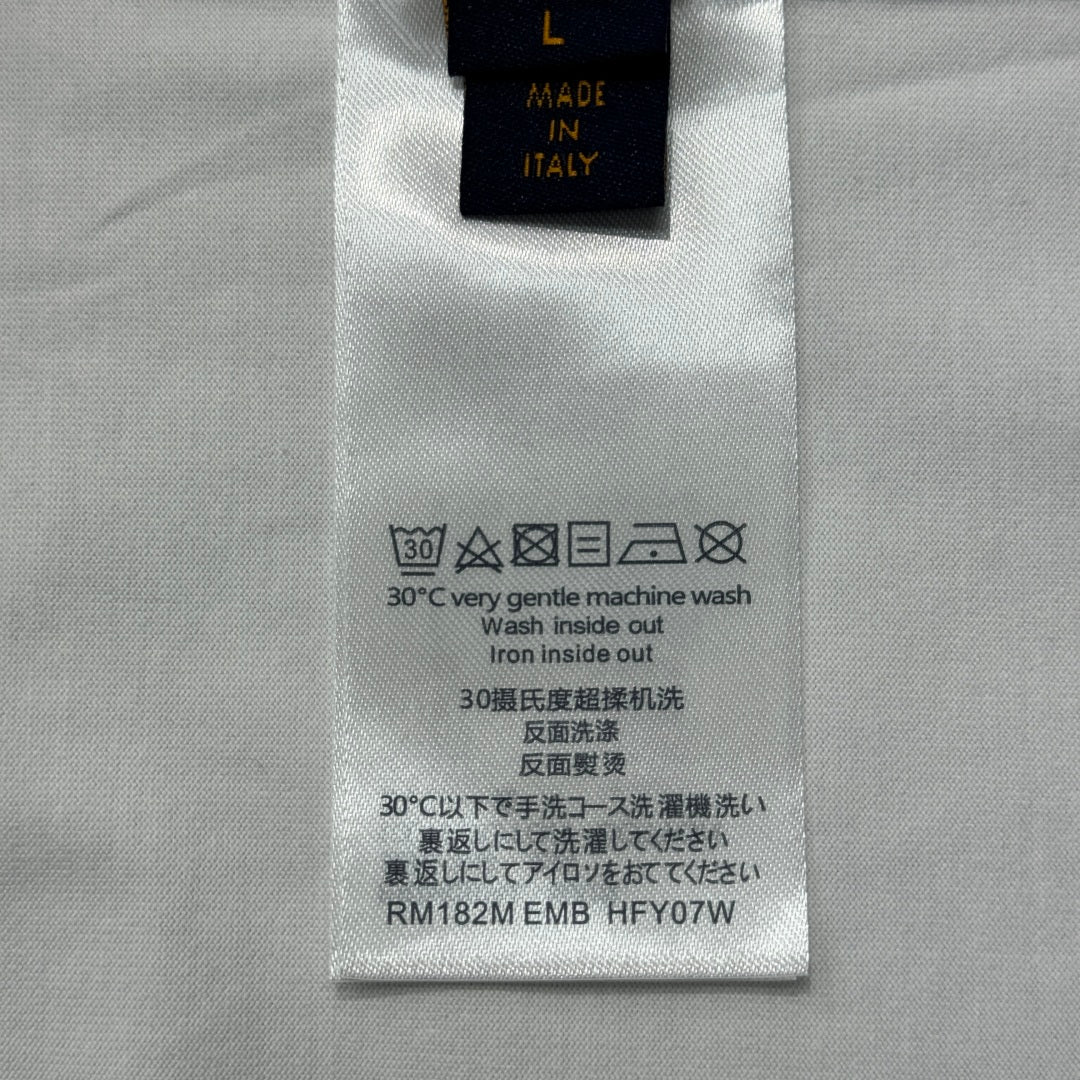 L
MADE
IN
ITALY
30
30°C very gentle machine wash
Wash inside out
Iron inside out
30摄氏度超揉机洗
反面洗涤
反面熨烫
30°C以下で手洗コース洗濯機洗い
裏返しにして洗濯してください
裏返しにしてアイロソをおててください
RM182M EMB HFY07W